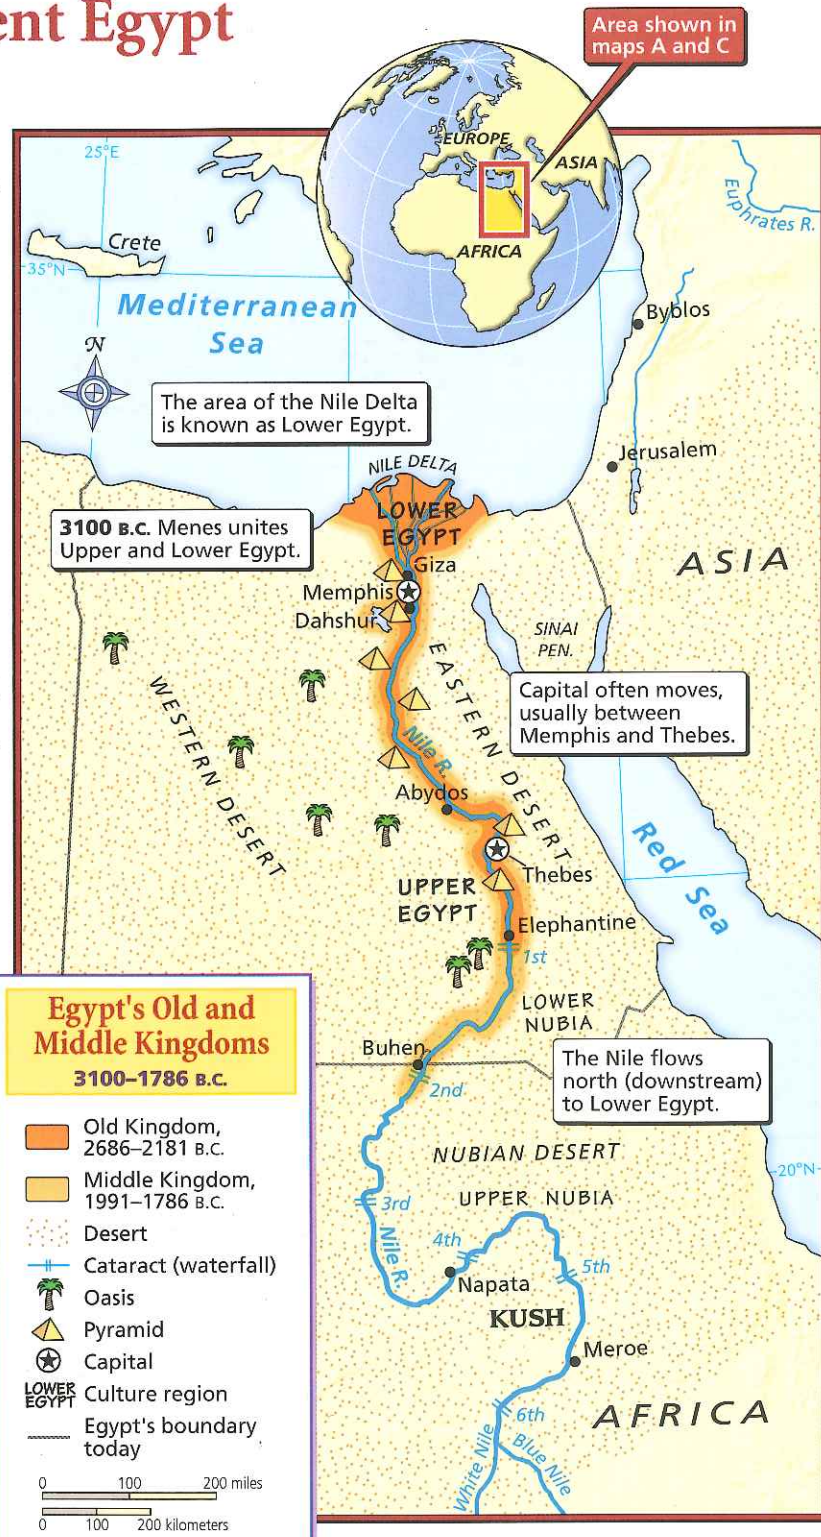 ent Egypt
Area shown in
maps A and C
EUROPE
ASIA
AFRICA
25°E
Euphrates R.
Crete
35°N
Mediterranean
Sea
Byblos
N
The area of the Nile Delta
is known as Lower Egypt.
Jerusalem
NILE DELTA
LOWER
EGYPT
3100 B.C. Menes unites
Upper and Lower Egypt.
ASIA
Giza
Memphis
Dahshur
SINAI
PEN.
EASTERN DESERT
WESTERN DESERT
Capital often moves,
usually between
Memphis and Thebes.
Nile R.
Abydos
Red Sea
Thebes
UPPER
EGYPT
Elephantine
1st
LOWER
NUBIA
Buhen
The Nile flows
north (downstream)
to Lower Egypt.
2nd
NUBIAN DESERT
20°N
UPPER NUBIA
3rd
Nile R.
4th
5th
Napata
KUSH
Meroe
6th
AFRICA
White Nile
Blue Nile
Egypt's Old and
Middle Kingdoms
3100–1786 B.C.
Old Kingdom,
2686–2181 B.C.
Middle Kingdom,
1991–1786 B.C.
Desert
Cataract (waterfall)
Oasis
Pyramid
Capital
LOWER
EGYPT
Culture region
Egypt's boundary
today
0 100 200 miles
0 100 200 kilometers